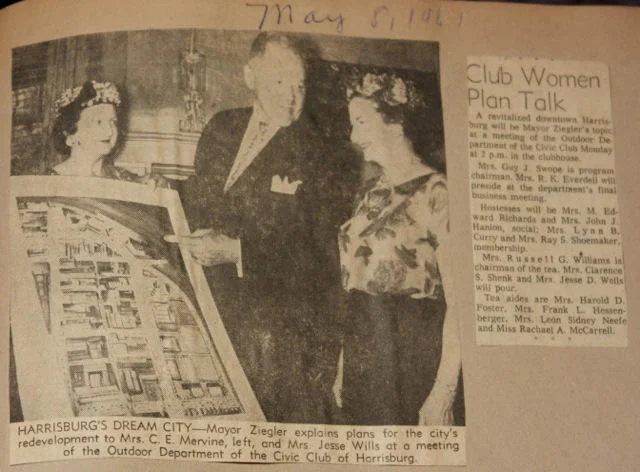 May 8, 1961
HARRISBURG'S DREAM CITY—Mayor Ziegler explains plans for the city's
redevelopment to Mrs. C. E. Mervine, left, and Mrs. Jesse Wills at a meeting
of the Outdoor Department of the Civic Club of Harrisburg.
Club Women
Plan Talk
A revitalized downtown Harris-
burg will be Mayor Ziegler's topic
at a meeting of the Outdoor De-
partment of the Civic Club Monday
at 2 p.m. in the clubhouse.
Mrs. Guy J. Swope is program
chairman. Mrs. R. K. Everdell will
preside at the department's final
business meeting.
Hostesses will be Mrs. M. Ed-
ward Richards and Mrs. John J.
Hanlon, social; Mrs. Lynn B.
Curry and Mrs. Ray S. Shoemaker,
membership.
Mrs. Russell G. Williams is
chairman of the tea. Mrs. Clarence
S. Shenk and Mrs. Jesse D. Wells
will pour.
Tea aides are Mrs. Harold D.
Foster, Mrs. Frank L. Hessen-
berger, Mrs. Leon Sidney Neefe
and Miss Rachael A. McCarrell.